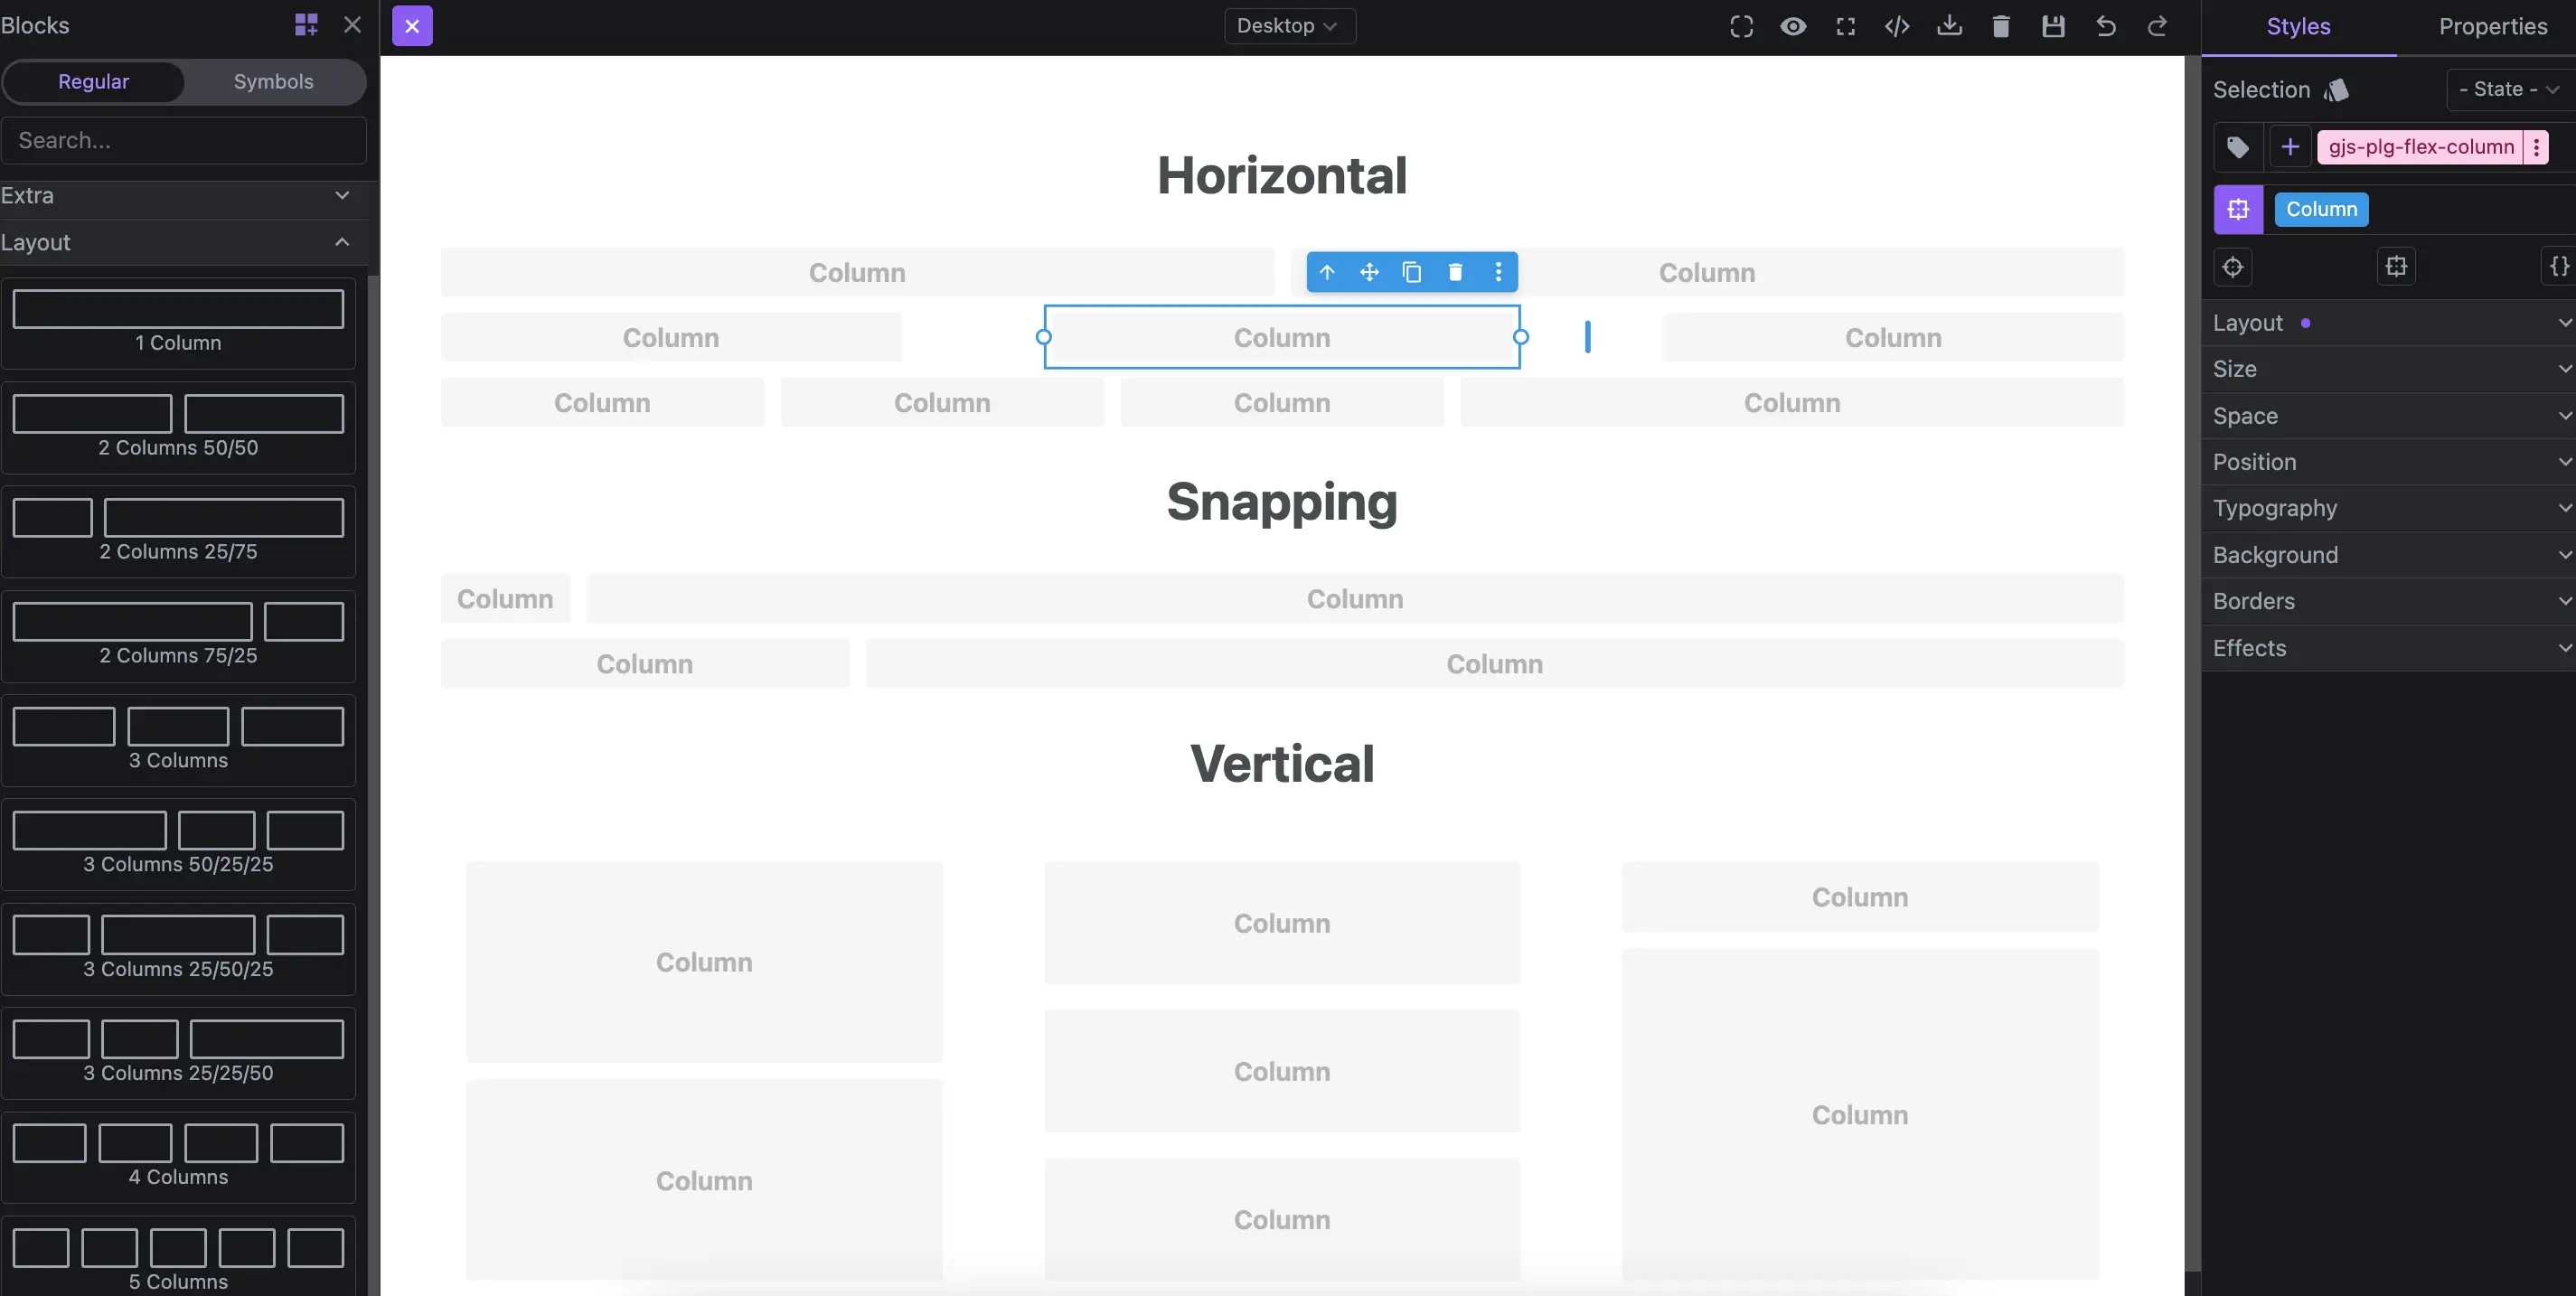 Blocks
Desktop
Styles
Properties
Regular
Symbols
Selection
- State -
Search...
gjs-plg-flex-column
Column
Extra
Layout
1 Column
2 Columns 50/50
2 Columns 25/75
2 Columns 75/25
3 Columns
3 Columns 50/25/25
3 Columns 25/50/25
3 Columns 25/25/50
4 Columns
5 Columns
Horizontal
Column
Column
Column
Column
Column
Column
Column
Column
Column
Snapping
Column
Column
Column
Column
Vertical
Column
Column
Column
Column
Column
Column
Column
Layout
Size
Space
Position
Typography
Background
Borders
Effects